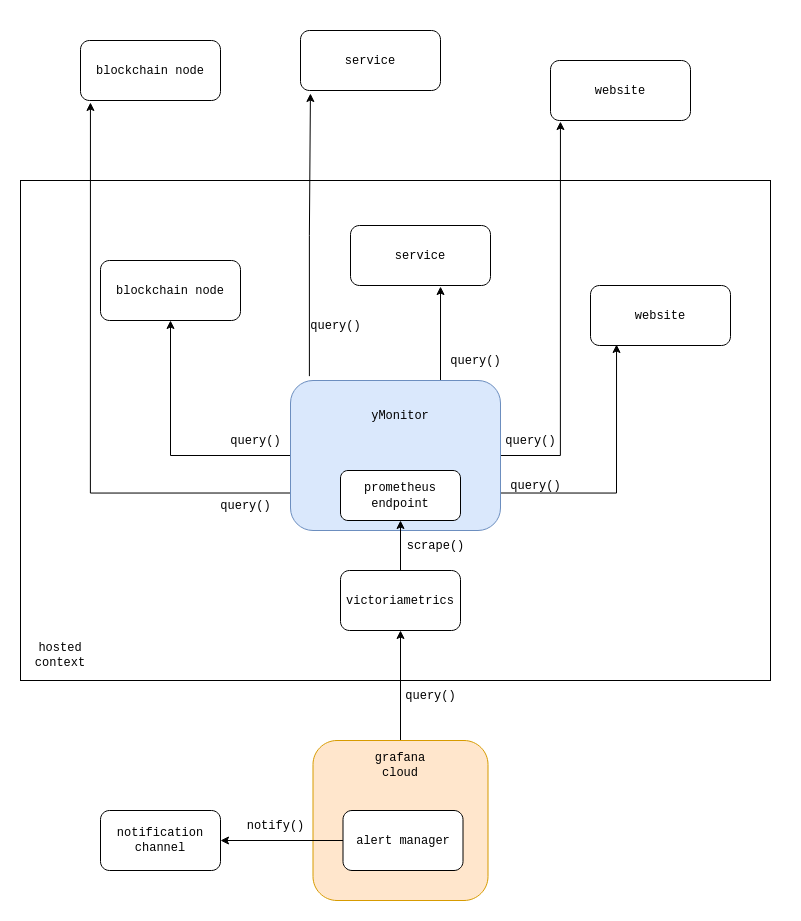 blockchain node
service
website
service
blockchain node
website
query()
query()
yMonitor
query()
query()
prometheus
endpoint
query()
query()
scrape()
victoriametrics
hosted
context
query()
grafana
cloud
notify()
notification
channel
alert manager